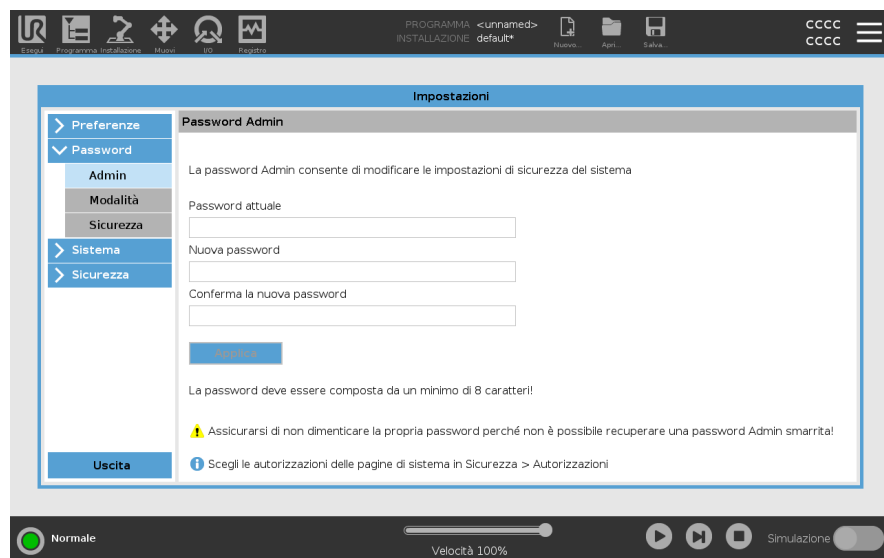 PROGRAMMA <unnamed>
INSTALLAZIONE default*
UR
Esegui
Programma
Installazione
Muovi
I/O
Registro
Nuovo...
Apri...
Salva...
cccc
cccc
Impostazioni
Preferenze
Password
Admin
Modalità
Sicurezza
Sistema
Sicurezza
Uscita
Password Admin
La password Admin consente di modificare le impostazioni di sicurezza del sistema
Password attuale
Nuova password
Conferma la nuova password
Applica
La password deve essere composta da un minimo di 8 caratteri!
Assicurarsi di non dimenticare la propria password perché non è possibile recuperare una password Admin smarrita!
Scegli le autorizzazioni delle pagine di sistema in Sicurezza > Autorizzazioni
Normale
Velocità 100%
Simulazione